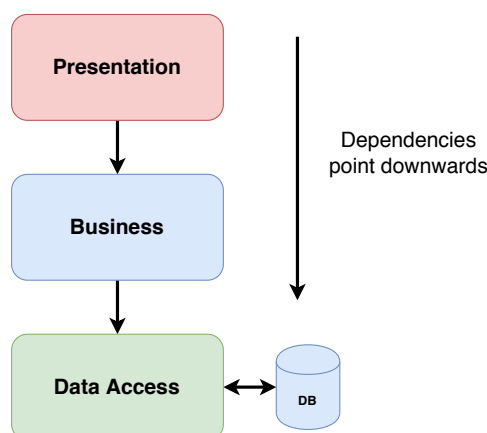 Presentation
Dependencies
point downwards
Business
Data Access
DB